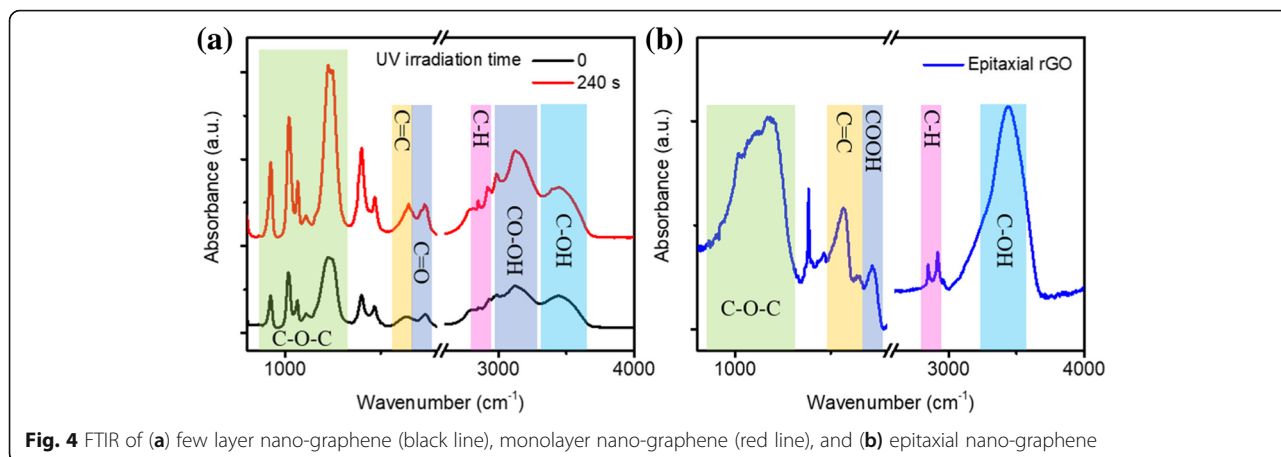 (a)
UV irradiation time
0
240 s
C=C
C=O
C-H
CO-OH
C-OH
C-O-C
Absorbance (a.u.)
1000
3000
4000
Wavenumber (cm-1)
(b)
Epitaxial rGO
C=C
COOH
C-H
C-OH
C-O-C
Absorbance (a.u.)
1000
3000
4000
Wavenumber (cm-1)
Fig. 4 FTIR of (a) few layer nano-graphene (black line), monolayer nano-graphene (red line), and (b) epitaxial nano-graphene